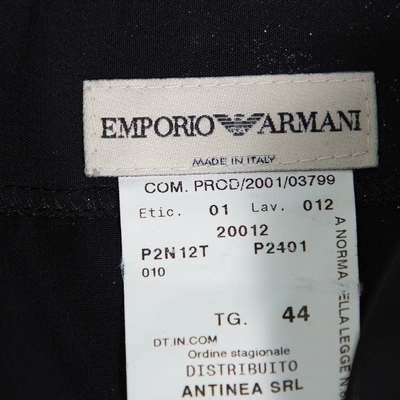 EMPORIO ARMANI
MADE IN ITALY
COM. PROD/2001/03799
Etic. 01 Lav. 012
20012
P2N12T P2401
010
TG. 44
DT.IN.COM
Ordine stagionale
DISTRIBUITO
ANTINEA SRL
A NORMA DELLA LEGGE N